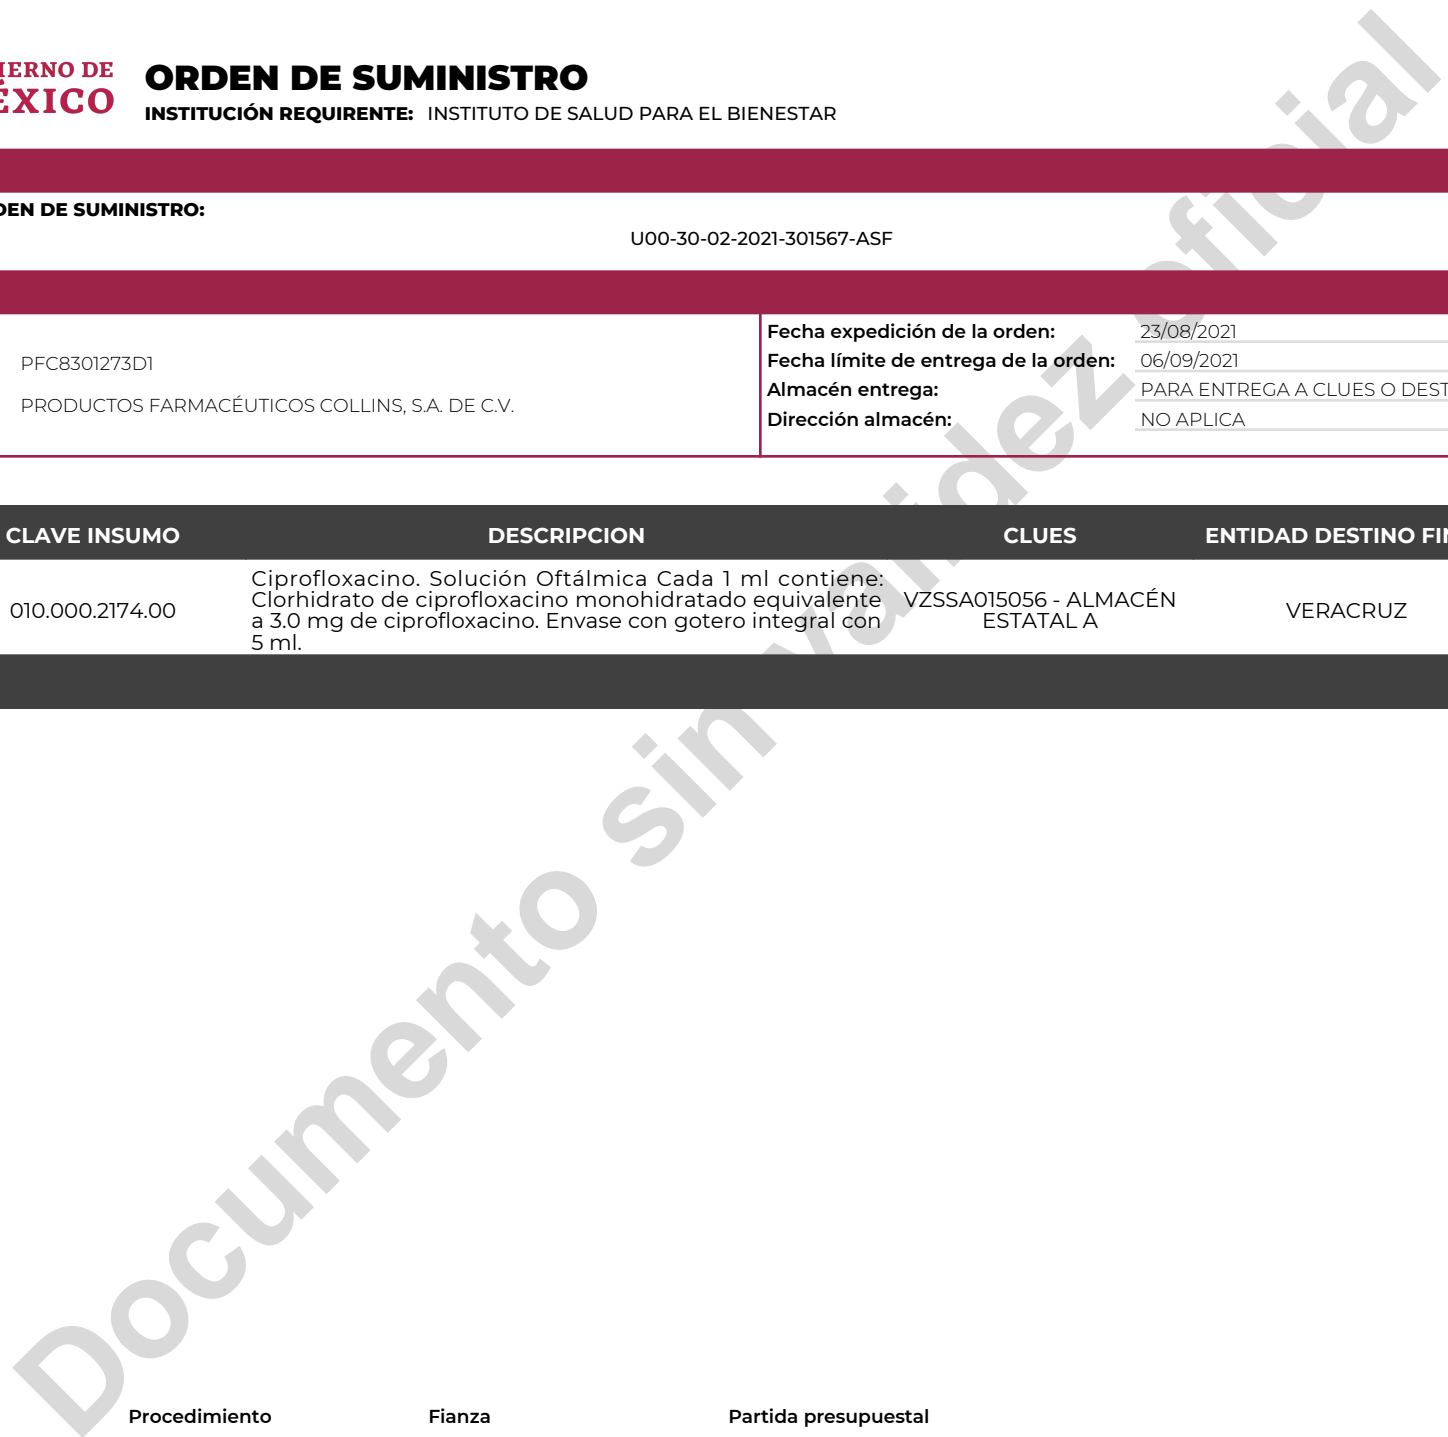 IERNO DE
ÉXICO
ORDEN DE SUMINISTRO
INSTITUCIÓN REQUIRENTE: INSTITUTO DE SALUD PARA EL BIENESTAR
DEN DE SUMINISTRO:
U00-30-02-2021-301567-ASF
PFC8301273D1
PRODUCTOS FARMACÉUTICOS COLLINS, S.A. DE C.V.
Fecha expedición de la orden: 23/08/2021
Fecha límite de entrega de la orden: 06/09/2021
Almacén entrega: PARA ENTREGA A CLUES O DEST
Dirección almacén: NO APLICA
CLAVE INSUMO DESCRIPCION CLUES ENTIDAD DESTINO FIN
010.000.2174.00
Ciprofloxacino. Solución Oftálmica Cada 1 ml contiene:
Clorhidrato de ciprofloxacino monohidratado equivalente
a 3.0 mg de ciprofloxacino. Envase con gotero integral con
5 ml.
VZSSA015056 - ALMACÉN
ESTATAL A
VERACRUZ
Documento sin validez oficial
Procedimiento Fianza Partida presupuestal